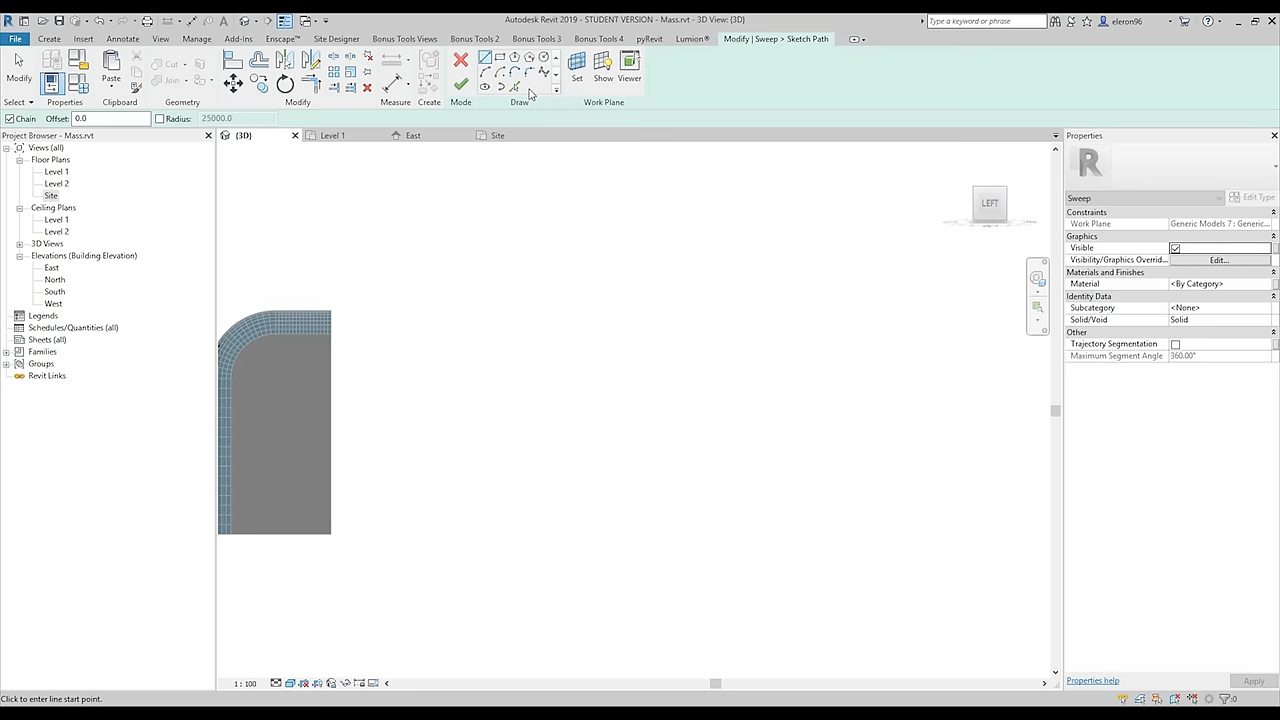 Autodesk Revit 2019 - STUDENT VERSION - Mass.rvt - 3D View: {3D}
Type a keyword or phrase
eleron96
File Create Insert Annotate View Manage Add-Ins Enscape™ Site Designer Bonus Tools View Bonus Tools 2 Bonus Tools 3 Bonus Tools 4 pyRevit Lumion® Modify | Sweep > Sketch Path
Modify Paste Cut Join Set Show Viewer
Select Properties Clipboard Geometry Modify Measure Create Mode Draw Work Plane
Chain Offset: 0.0 Radius: 25000.0
Project Browser - Mass.rvt
Views (all)
Floor Plans
Level 1
Level 2
Site
Ceiling Plans
Level 1
Level 2
3D Views
Elevations (Building Elevation)
East
North
South
West
Legends
Schedules/Quantities (all)
Sheets (all)
Families
Groups
Revit Links
{3D} Level 1 East Site
LEFT
Properties
R
Sweep Edit Type
Constraints
Work Plane Generic Models 7 : Generic...
Graphics
Visible
Visibility/Graphics Overrid... Edit...
Materials and Finishes
Material <By Category>
Identity Data
Subcategory <None>
Solid/Void Solid
Other
Trajectory Segmentation
Maximum Segment Angle 360.00°
Properties help Apply
1 : 100
Click to enter line start point.
:0